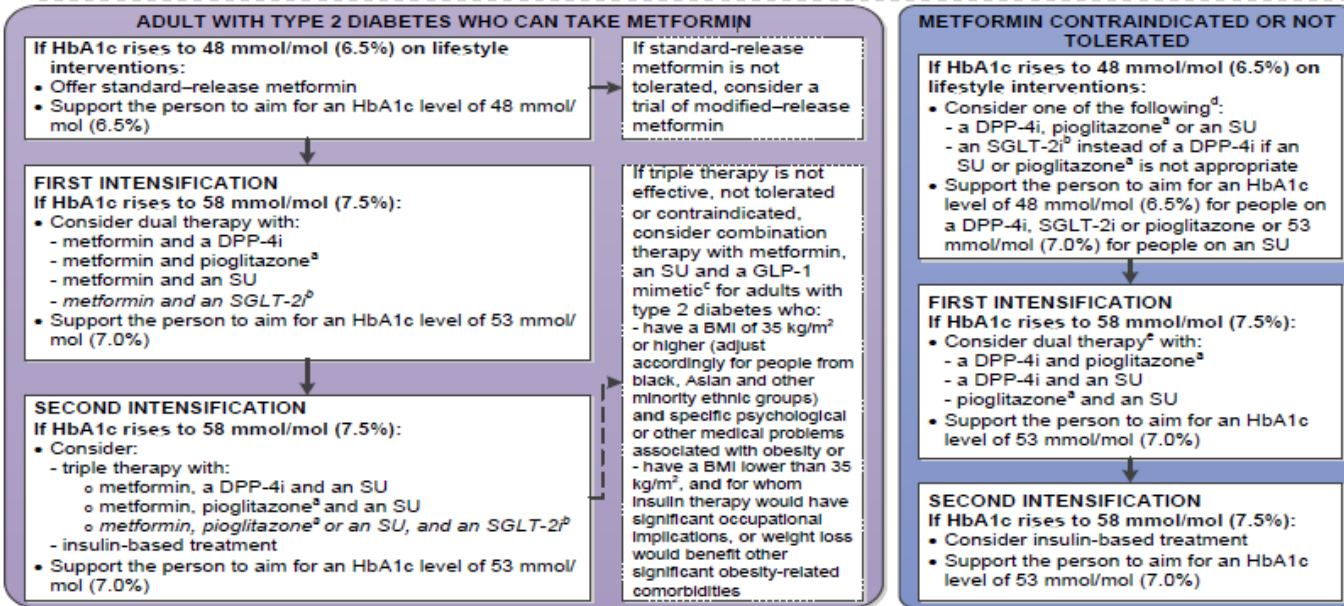 ADULT WITH TYPE 2 DIABETES WHO CAN TAKE METFORMIN
If HbA1c rises to 48 mmol/mol (6.5%) on lifestyle
interventions:
• Offer standard–release metformin
• Support the person to aim for an HbA1c level of 48 mmol/
mol (6.5%)
If standard-release
metformin is not
tolerated, consider a
trial of modified–release
metformin
FIRST INTENSIFICATION
If HbA1c rises to 58 mmol/mol (7.5%):
• Consider dual therapy with:
- metformin and a DPP-4i
- metformin and pioglitazoneᵃ
- metformin and an SU
- metformin and an SGLT-2iᵇ
• Support the person to aim for an HbA1c level of 53 mmol/
mol (7.0%)
SECOND INTENSIFICATION
If HbA1c rises to 58 mmol/mol (7.5%):
• Consider:
- triple therapy with:
o metformin, a DPP-4i and an SU
o metformin, pioglitazoneᵃ and an SU
o metformin, pioglitazoneᵃ or an SU, and an SGLT-2iᵇ
- insulin-based treatment
• Support the person to aim for an HbA1c level of 53 mmol/
mol (7.0%)
If triple therapy is not
effective, not tolerated
or contraindicated,
consider combination
therapy with metformin,
an SU and a GLP-1
mimeticᶜ for adults with
type 2 diabetes who:
- have a BMI of 35 kg/m²
or higher (adjust
accordingly for people from
black, Asian and other
minority ethnic groups)
and specific psychological
or other medical problems
associated with obesity or
- have a BMI lower than 35
kg/m², and for whom
insulin therapy would have
significant occupational
implications, or weight loss
would benefit other
significant obesity-related
comorbidities
METFORMIN CONTRAINDICATED OR NOT
TOLERATED
If HbA1c rises to 48 mmol/mol (6.5%) on
lifestyle interventions:
• Consider one of the followingᵈ:
- a DPP-4i, pioglitazoneᵃ or an SU
- an SGLT-2iᵇ instead of a DPP-4i if an
SU or pioglitazoneᵃ is not appropriate
• Support the person to aim for an HbA1c
level of 48 mmol/mol (6.5%) for people on
a DPP-4i, SGLT-2i or pioglitazone or 53
mmol/mol (7.0%) for people on an SU
FIRST INTENSIFICATION
If HbA1c rises to 58 mmol/mol (7.5%):
• Consider dual therapyᵉ with:
- a DPP-4i and pioglitazoneᵃ
- a DPP-4i and an SU
- pioglitazoneᵃ and an SU
• Support the person to aim for an HbA1c
level of 53 mmol/mol (7.0%)
SECOND INTENSIFICATION
If HbA1c rises to 58 mmol/mol (7.5%):
• Consider insulin-based treatment
• Support the person to aim for an HbA1c
level of 53 mmol/mol (7.0%)